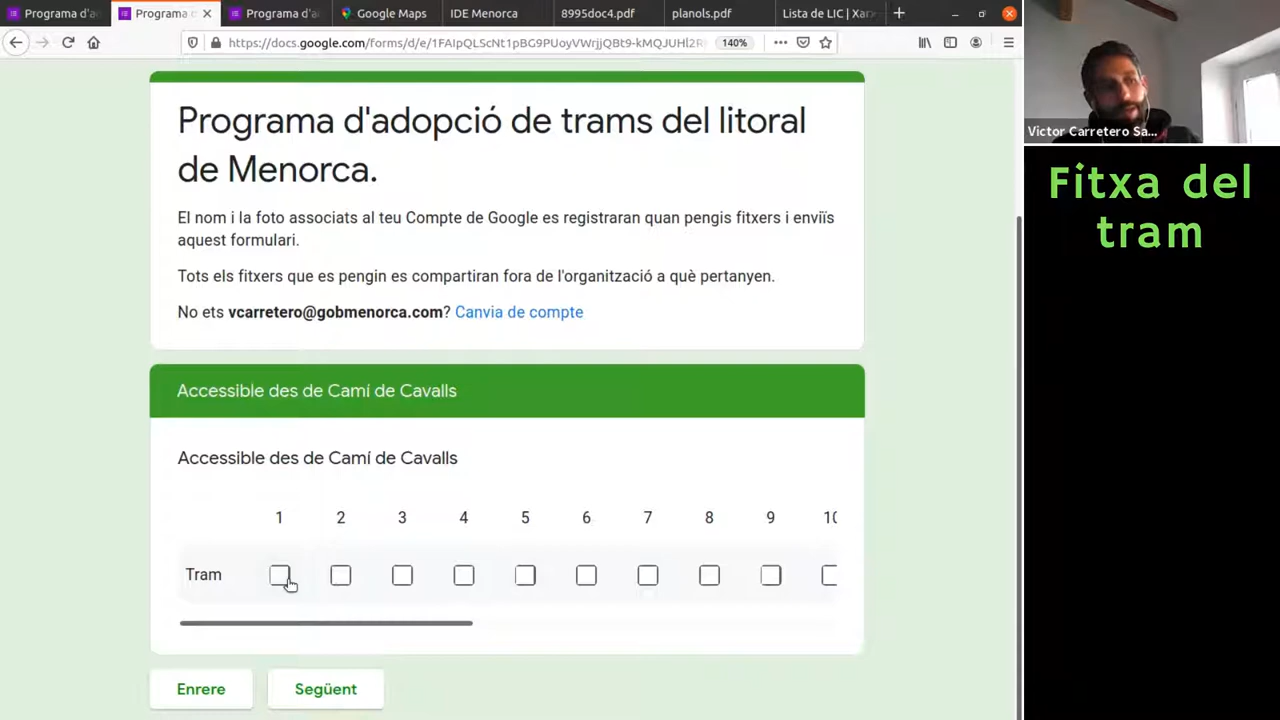 Programa d'a
Programa d
Programa d'a
Google Maps
IDE Menorca
8995doc4.pdf
planols.pdf
Lista de LIC | Xar
https://docs.google.com/forms/d/e/1FAIpQLScNt1pBG9PUoyVWrjjQBt9-kMQJUHl2R
140%
Programa d'adopció de trams del litoral
de Menorca.
El nom i la foto associats al teu Compte de Google es registraran quan pengis fitxers i enviïs
aquest formulari.
Tots els fitxers que es pengin es compartiran fora de l'organització a què pertanyen.
No ets vcarretero@gobmenorca.com? Canvia de compte
Accessible des de Camí de Cavalls
Accessible des de Camí de Cavalls
1 2 3 4 5 6 7 8 9 10
Tram
Enrere
Següent
Victor Carretero Sa...
Fitxa del
tram